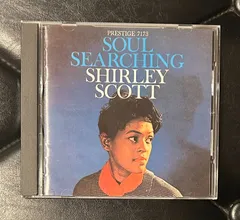 PRESTIGE 7173
SOUL
SEARCHING
SHIRLEY
SCOTT